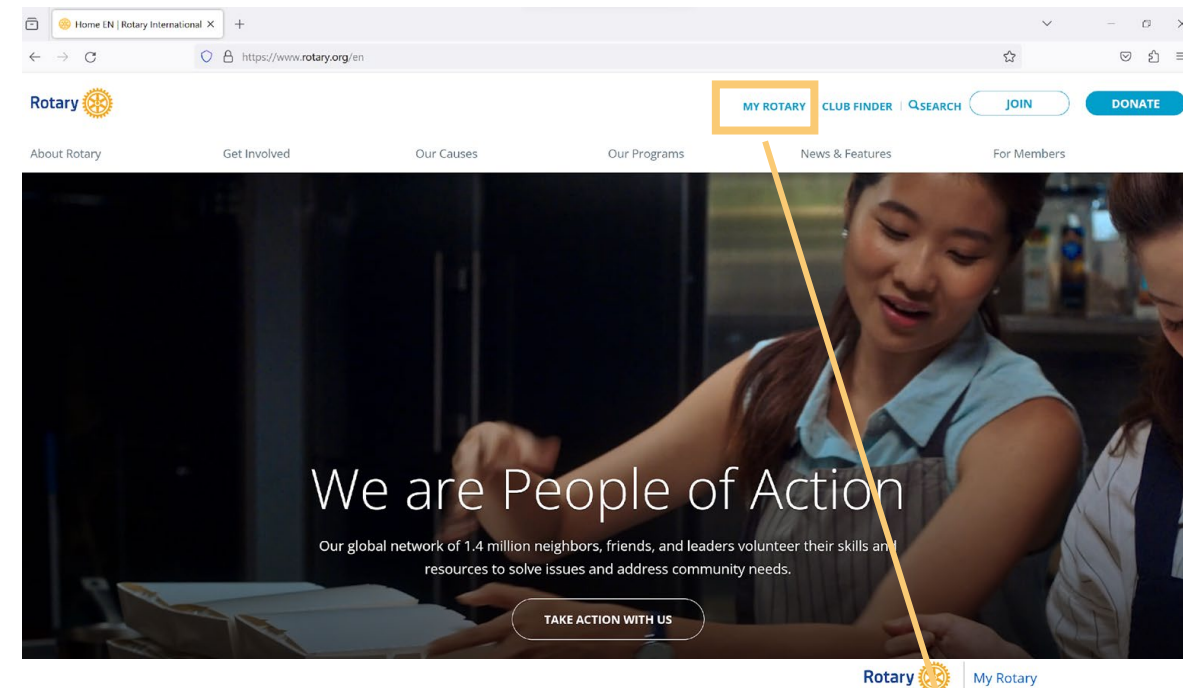 Home EN | Rotary International
https://www.rotary.org/en
Rotary
MY ROTARY CLUB FINDER | SEARCH JOIN DONATE
About Rotary Get Involved Our Causes Our Programs News & Features For Members
We are People of Action
Our global network of 1.4 million neighbors, friends, and leaders volunteer their skills and
resources to solve issues and address community needs.
TAKE ACTION WITH US
Rotary My Rotary